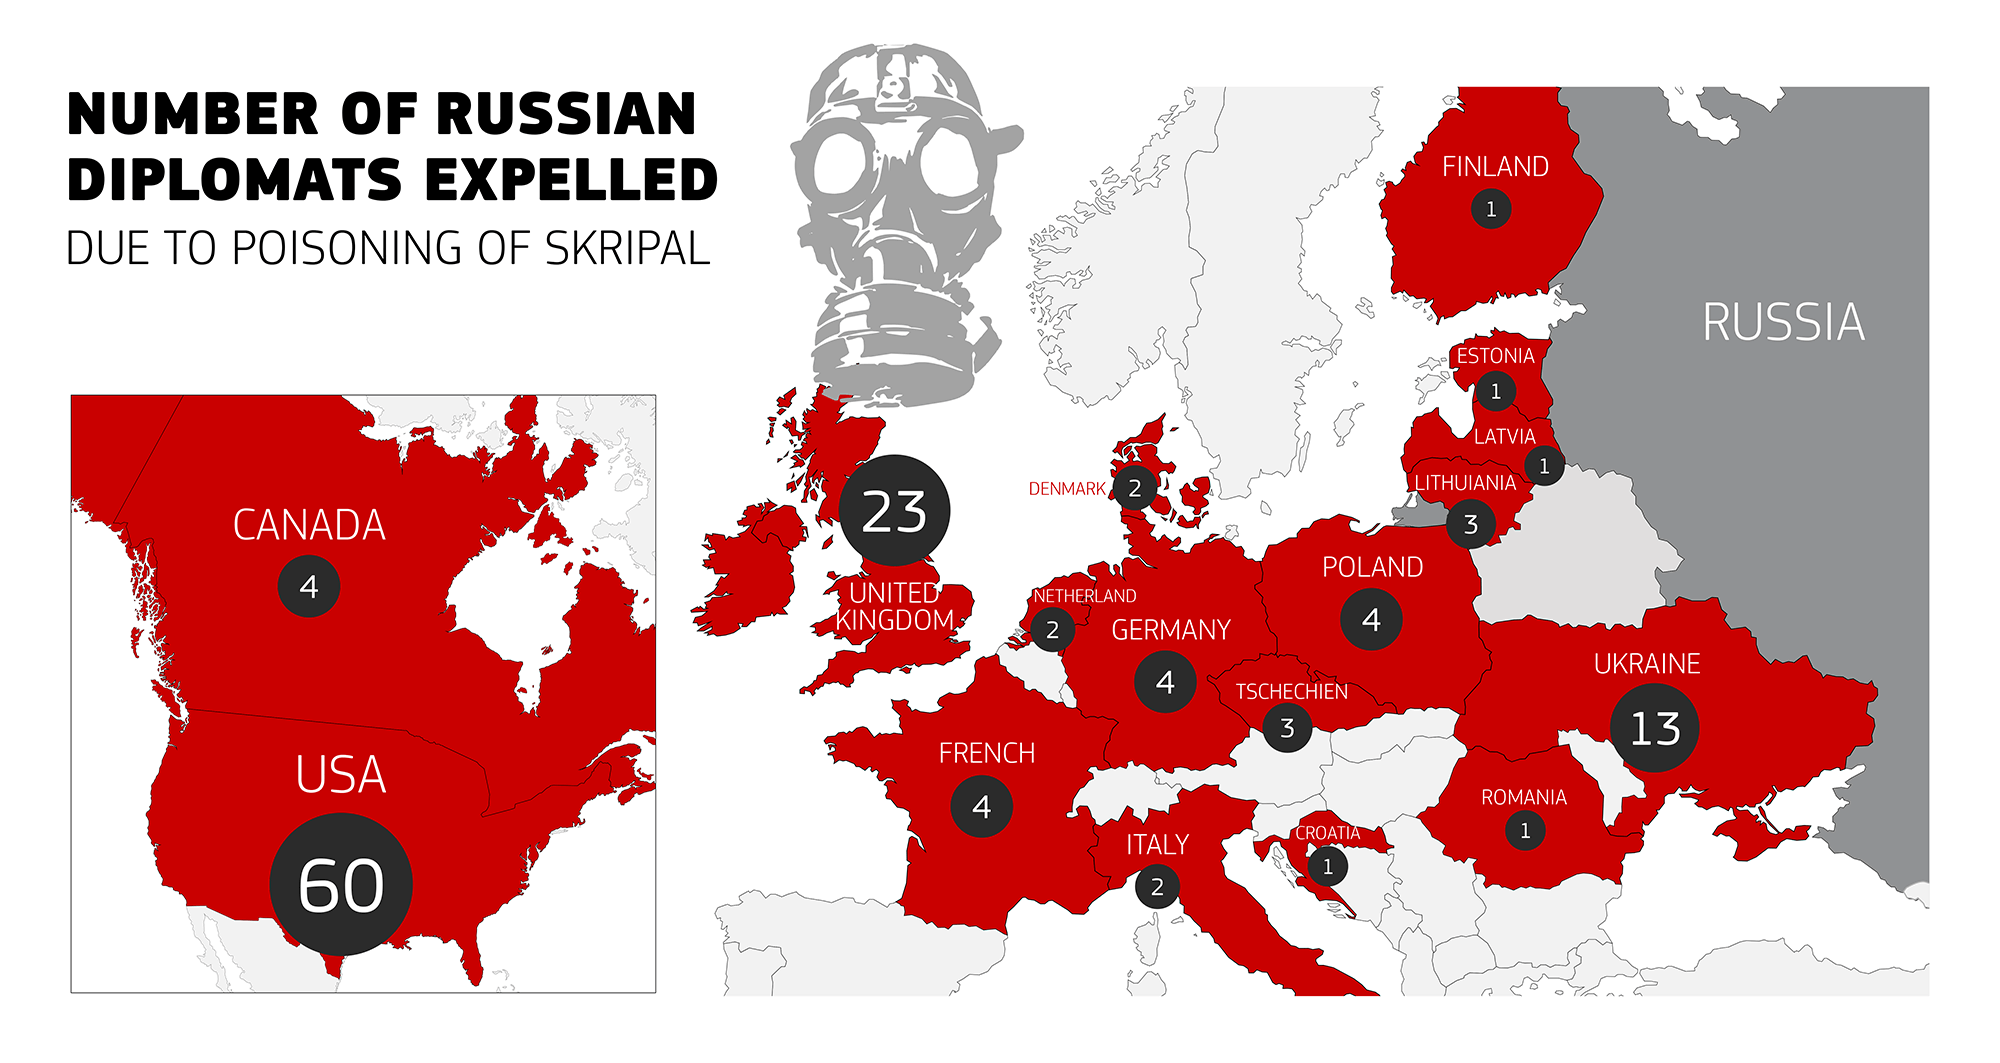 NUMBER OF RUSSIAN
DIPLOMATS EXPELLED
DUE TO POISONING OF SKRIPAL
CANADA
4
USA
60
FINLAND
1
RUSSIA
ESTONIA
1
LATVIA
1
LITHUIANIA
3
DENMARK
2
23
UNITED
KINGDOM
NETHERLAND
2
GERMANY
4
POLAND
4
TSCHECHIEN
3
UKRAINE
13
FRENCH
4
ITALY
2
CROATIA
1
ROMANIA
1